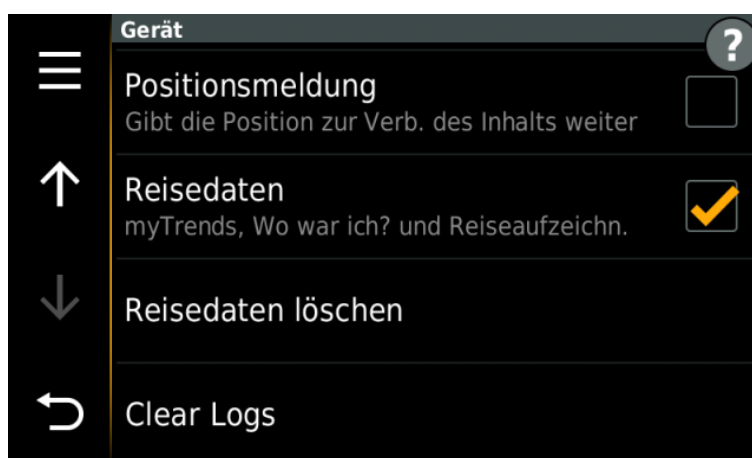 Gerät
?
Positionsmeldung
Gibt die Position zur Verb. des Inhalts weiter
Reisedaten
myTrends, Wo war ich? und Reiseaufzeichn.
Reisedaten löschen
Clear Logs